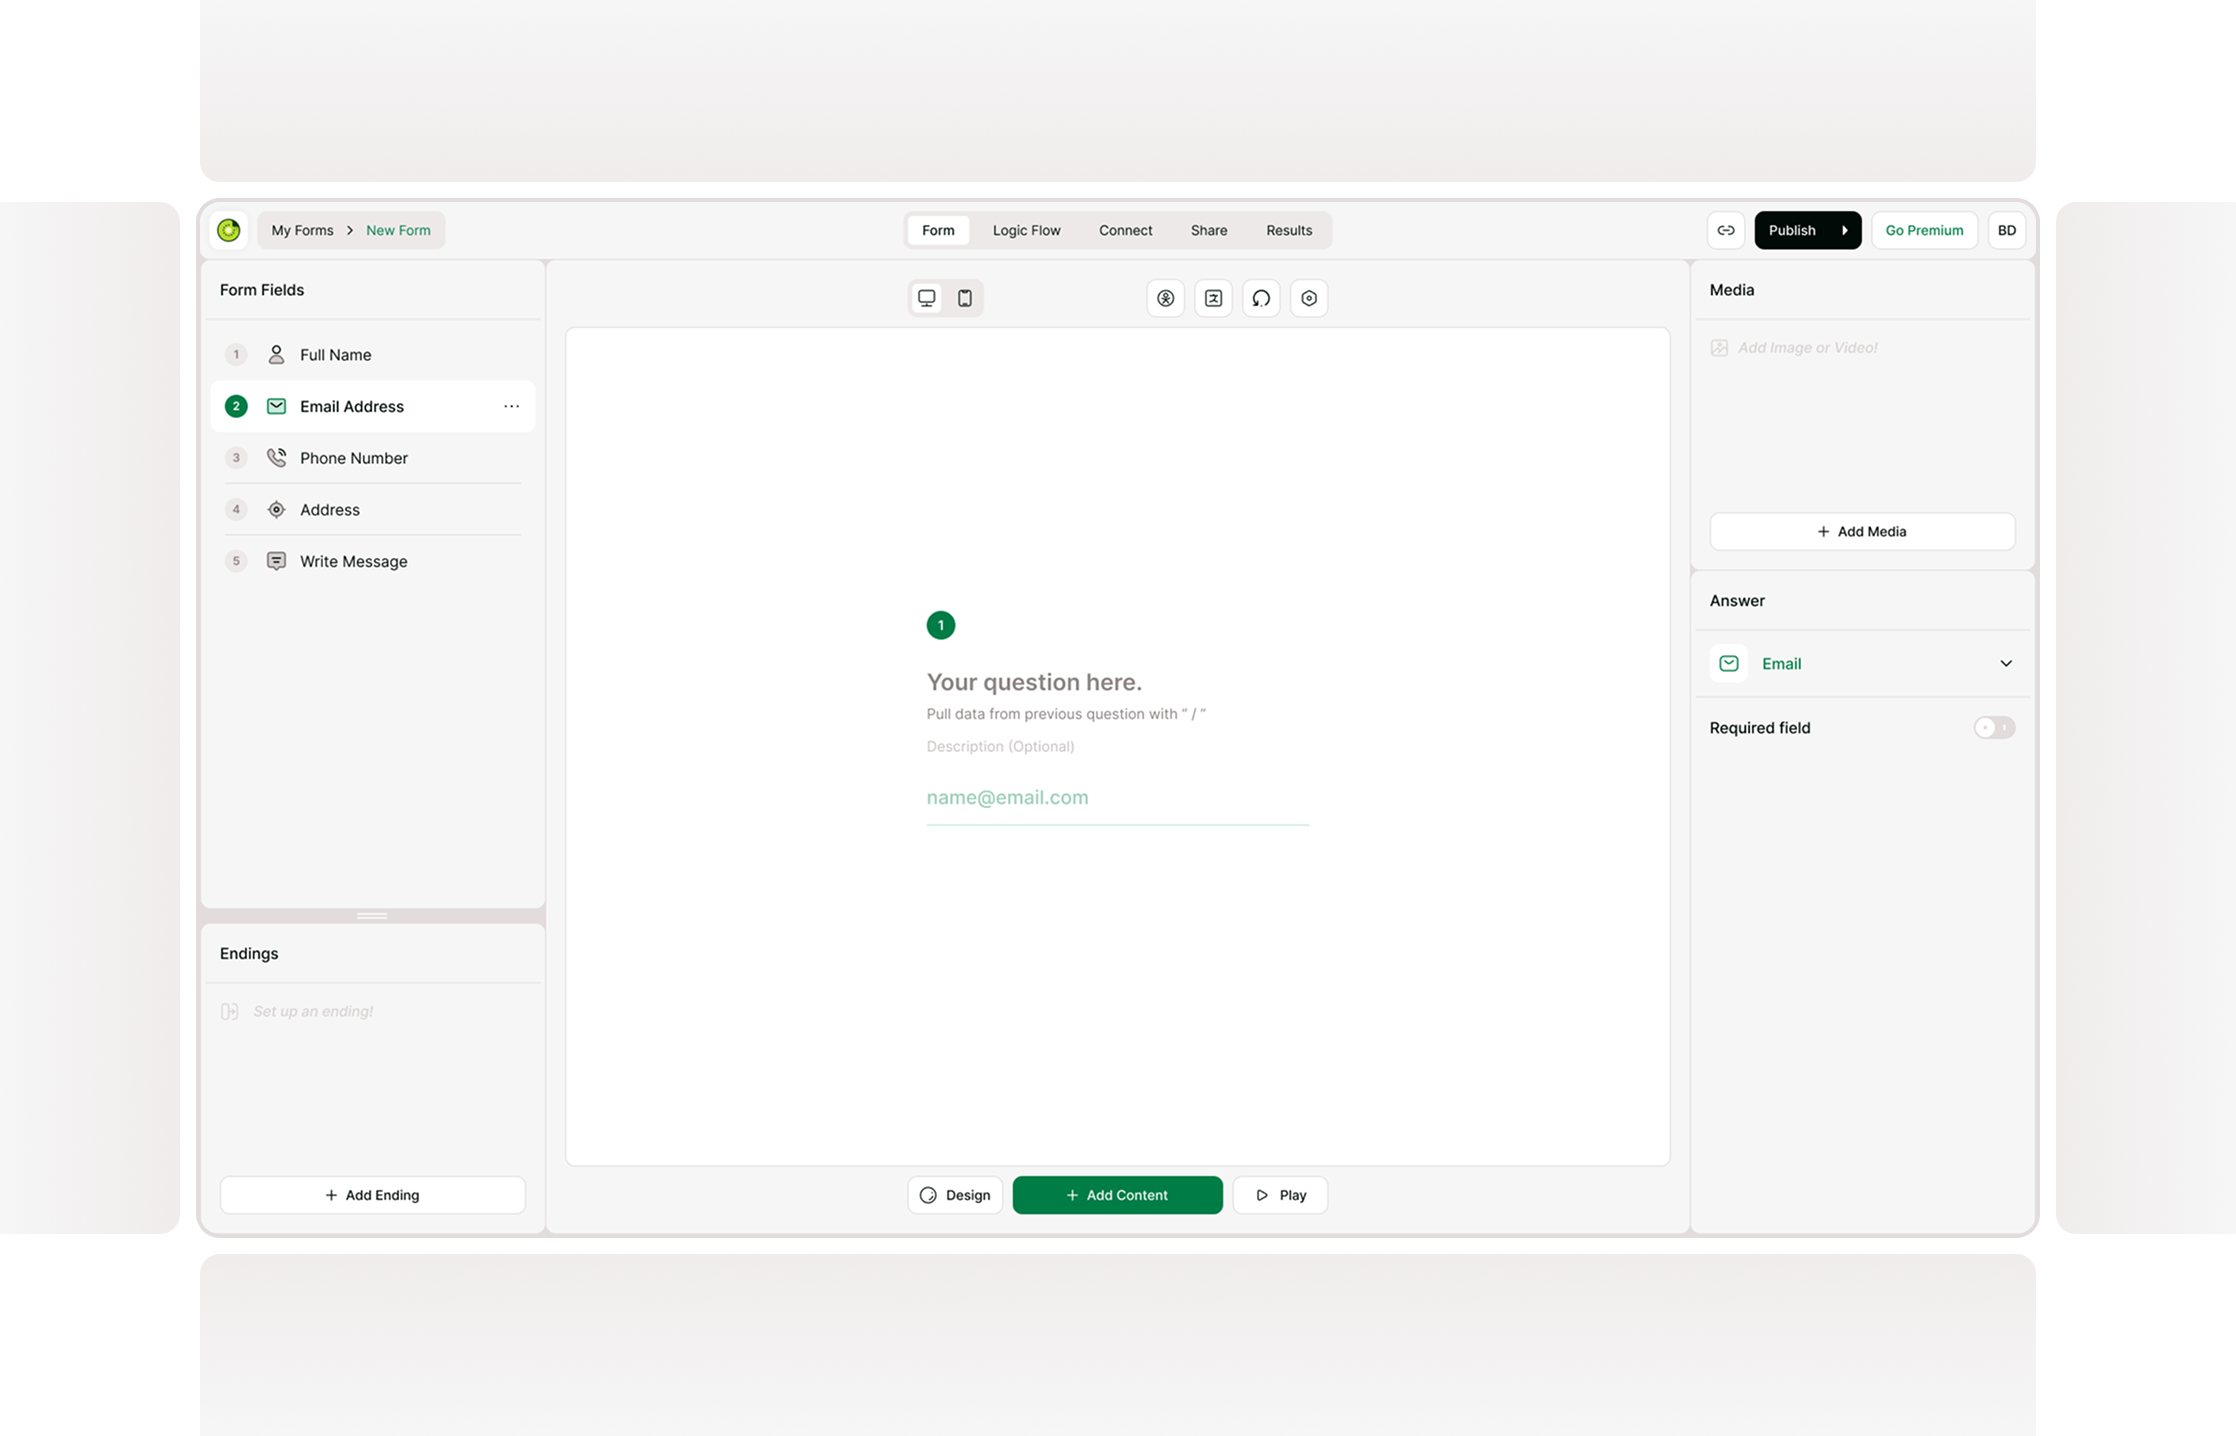 My Forms > New Form
Form
Logic Flow
Connect
Share
Results
Publish
Go Premium
BD
Form Fields
1 Full Name
2 Email Address
3 Phone Number
4 Address
5 Write Message
Endings
Set up an ending!
+ Add Ending
1
Your question here.
Pull data from previous question with “ / ”
Description (Optional)
name@email.com
Design
+ Add Content
Play
Media
Add Image or Video!
+ Add Media
Answer
Email
Required field